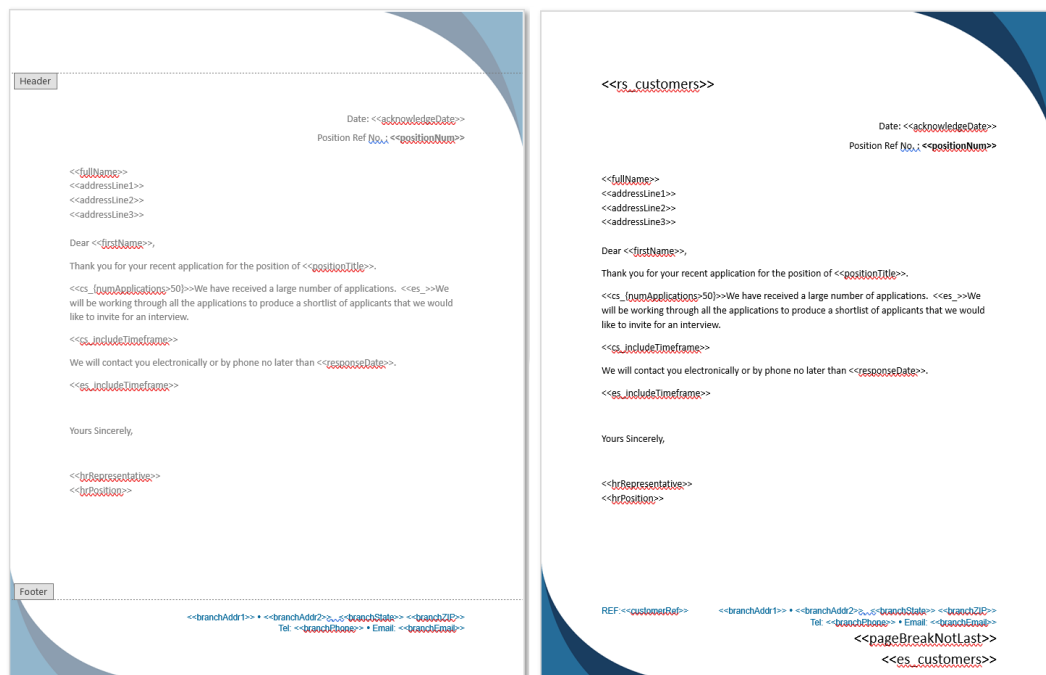 Header
Date: <<acknowledgeDate>>
Position Ref No. : <<positionNum>>
<<fullName>>
<<addressLine1>>
<<addressLine2>>
<<addressLine3>>
Dear <<firstName>>,
Thank you for your recent application for the position of <<positionTitle>>.
<<cs_{numApplications>50}>>We have received a large number of applications.  <<es_>>We
will be working through all the applications to produce a shortlist of applicants that we would
like to invite for an interview.
<<cs_includeTimeframe>>
We will contact you electronically or by phone no later than <<responseDate>>.
<<es_includeTimeframe>>
Yours Sincerely,
<<hrRepresentative>>
<<hrPosition>>
Footer
<<branchAddr1>> • <<branchAddr2>>, <<branchState>> <<branchZIP>>
Tel: <<branchPhone>> • Email: <<branchEmail>>
<<rs_customers>>
Date: <<acknowledgeDate>>
Position Ref No. : <<positionNum>>
<<fullName>>
<<addressLine1>>
<<addressLine2>>
<<addressLine3>>
Dear <<firstName>>,
Thank you for your recent application for the position of <<positionTitle>>.
<<cs_{numApplications>50}>>We have received a large number of applications.  <<es_>>We
will be working through all the applications to produce a shortlist of applicants that we would
like to invite for an interview.
<<cs_includeTimeframe>>
We will contact you electronically or by phone no later than <<responseDate>>.
<<es_includeTimeframe>>
Yours Sincerely,
<<hrRepresentative>>
<<hrPosition>>
REF:<<customerRef>> <<branchAddr1>> • <<branchAddr2>>, <<branchState>> <<branchZIP>>
Tel: <<branchPhone>> • Email: <<branchEmail>>
<<pageBreakNotLast>>
<<es_customers>>